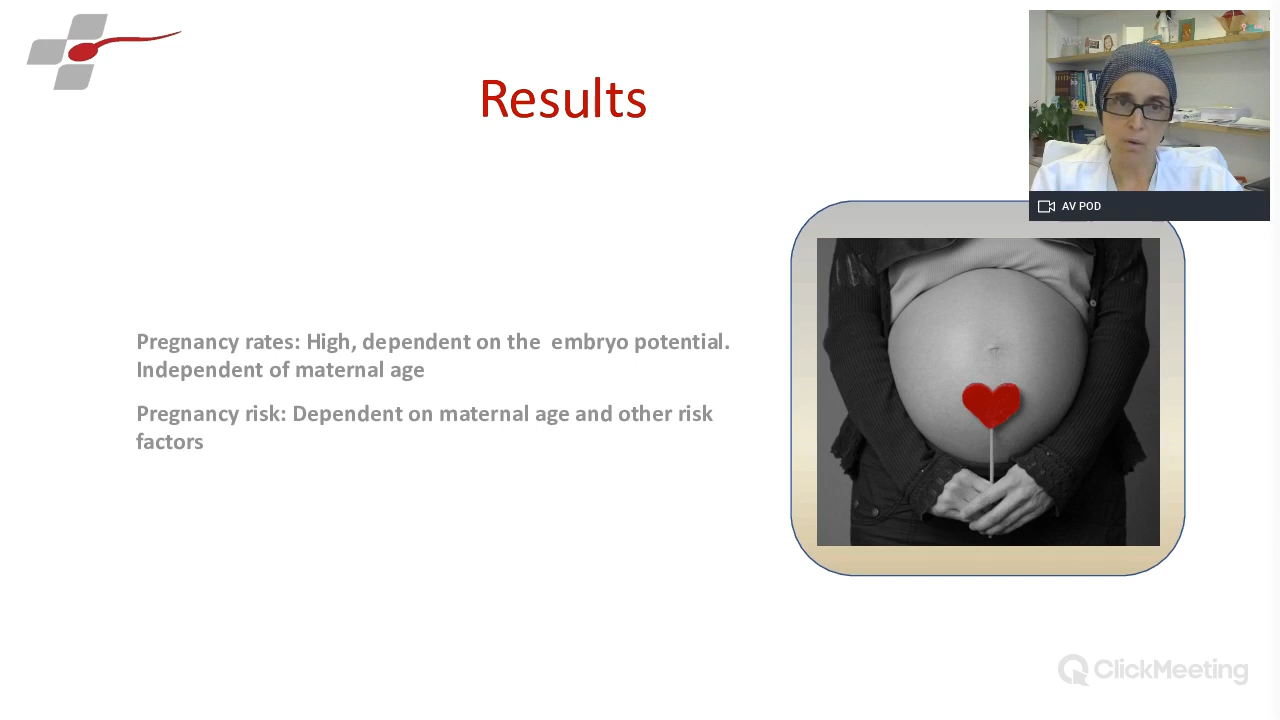 Results
AV POD
Pregnancy rates: High, dependent on the  embryo potential.
Independent of maternal age
Pregnancy risk: Dependent on maternal age and other risk
factors
ClickMeeting